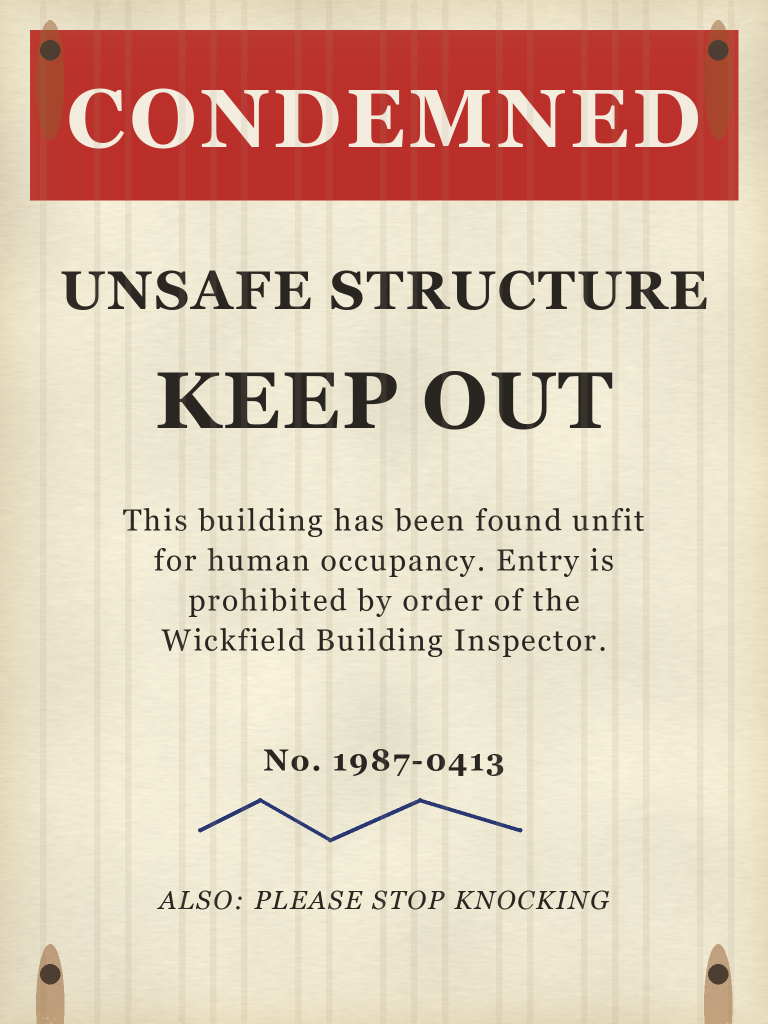 CONDEMNED
UNSAFE STRUCTURE
KEEP OUT
This building has been found unfit
for human occupancy. Entry is
prohibited by order of the
Wickfield Building Inspector.
No. 1987-0413
ALSO: PLEASE STOP KNOCKING